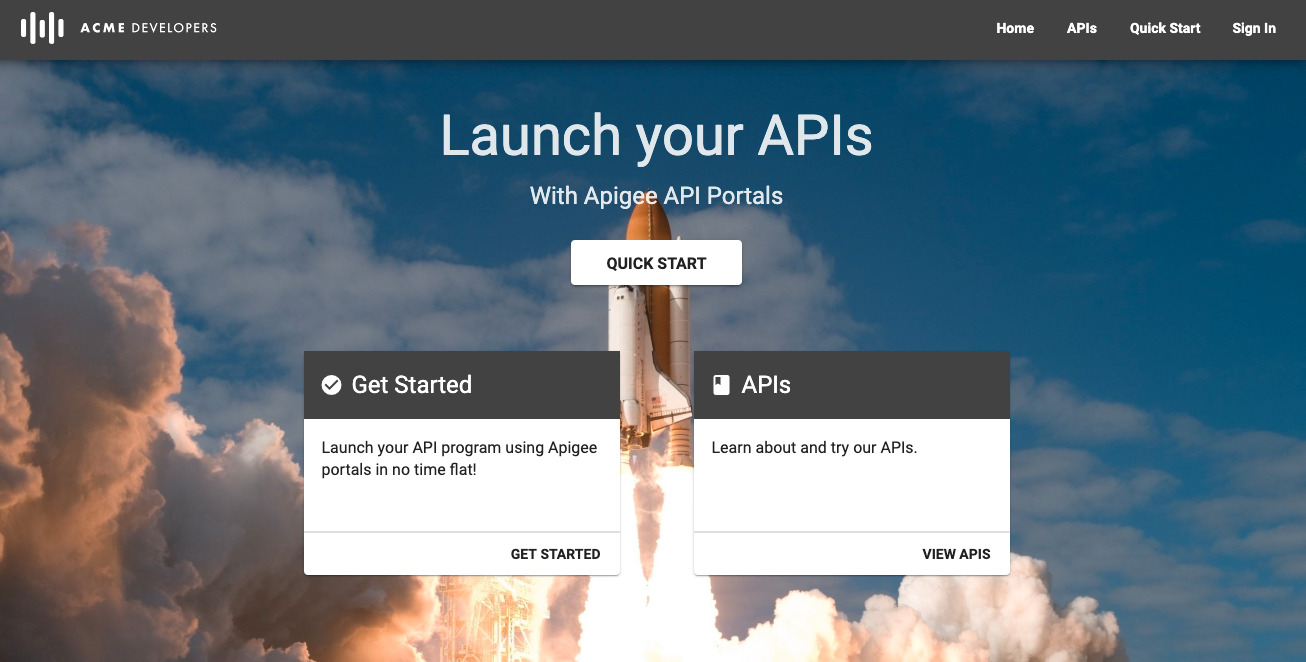 ACME DEVELOPERS
Home
APIs
Quick Start
Sign In
Launch your APIs
With Apigee API Portals
QUICK START
Get Started
Launch your API program using Apigee
portals in no time flat!
GET STARTED
APIs
Learn about and try our APIs.
VIEW APIS